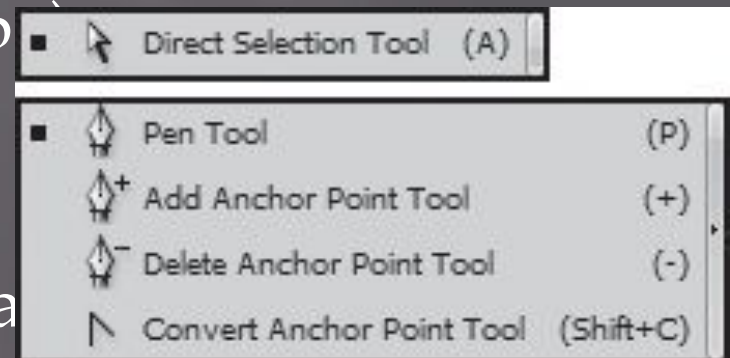 Direct Selection Tool (A)
Pen Tool (P)
Add Anchor Point Tool (+)
Delete Anchor Point Tool (-)
Convert Anchor Point Tool (Shift+C)
a